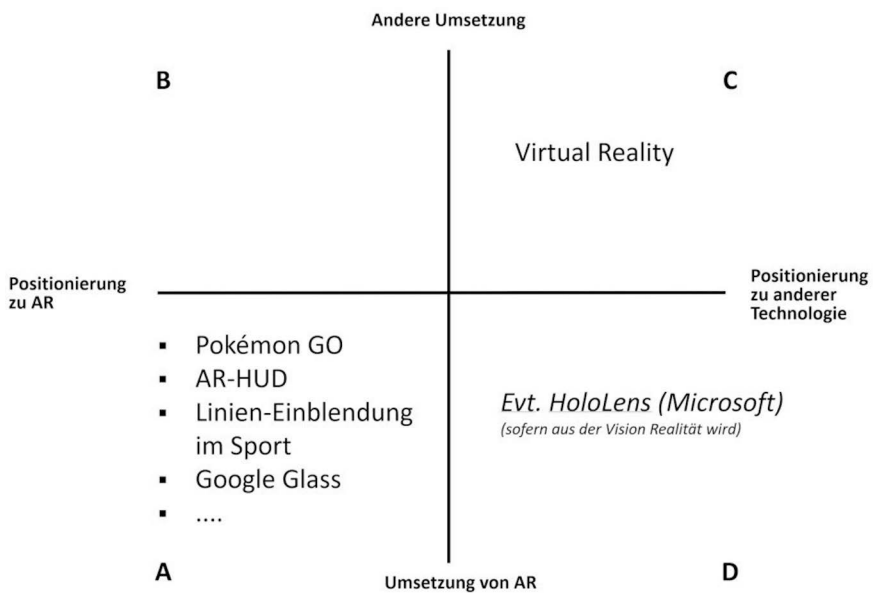 Andere Umsetzung
B
C
Virtual Reality
Positionierung
zu AR
Positionierung
zu anderer
Technologie
▪ Pokémon GO
▪ AR-HUD
▪ Linien-Einblendung
im Sport
▪ Google Glass
▪ ....
Evt. HoloLens (Microsoft)
(sofern aus der Vision Realität wird)
A
Umsetzung von AR
D